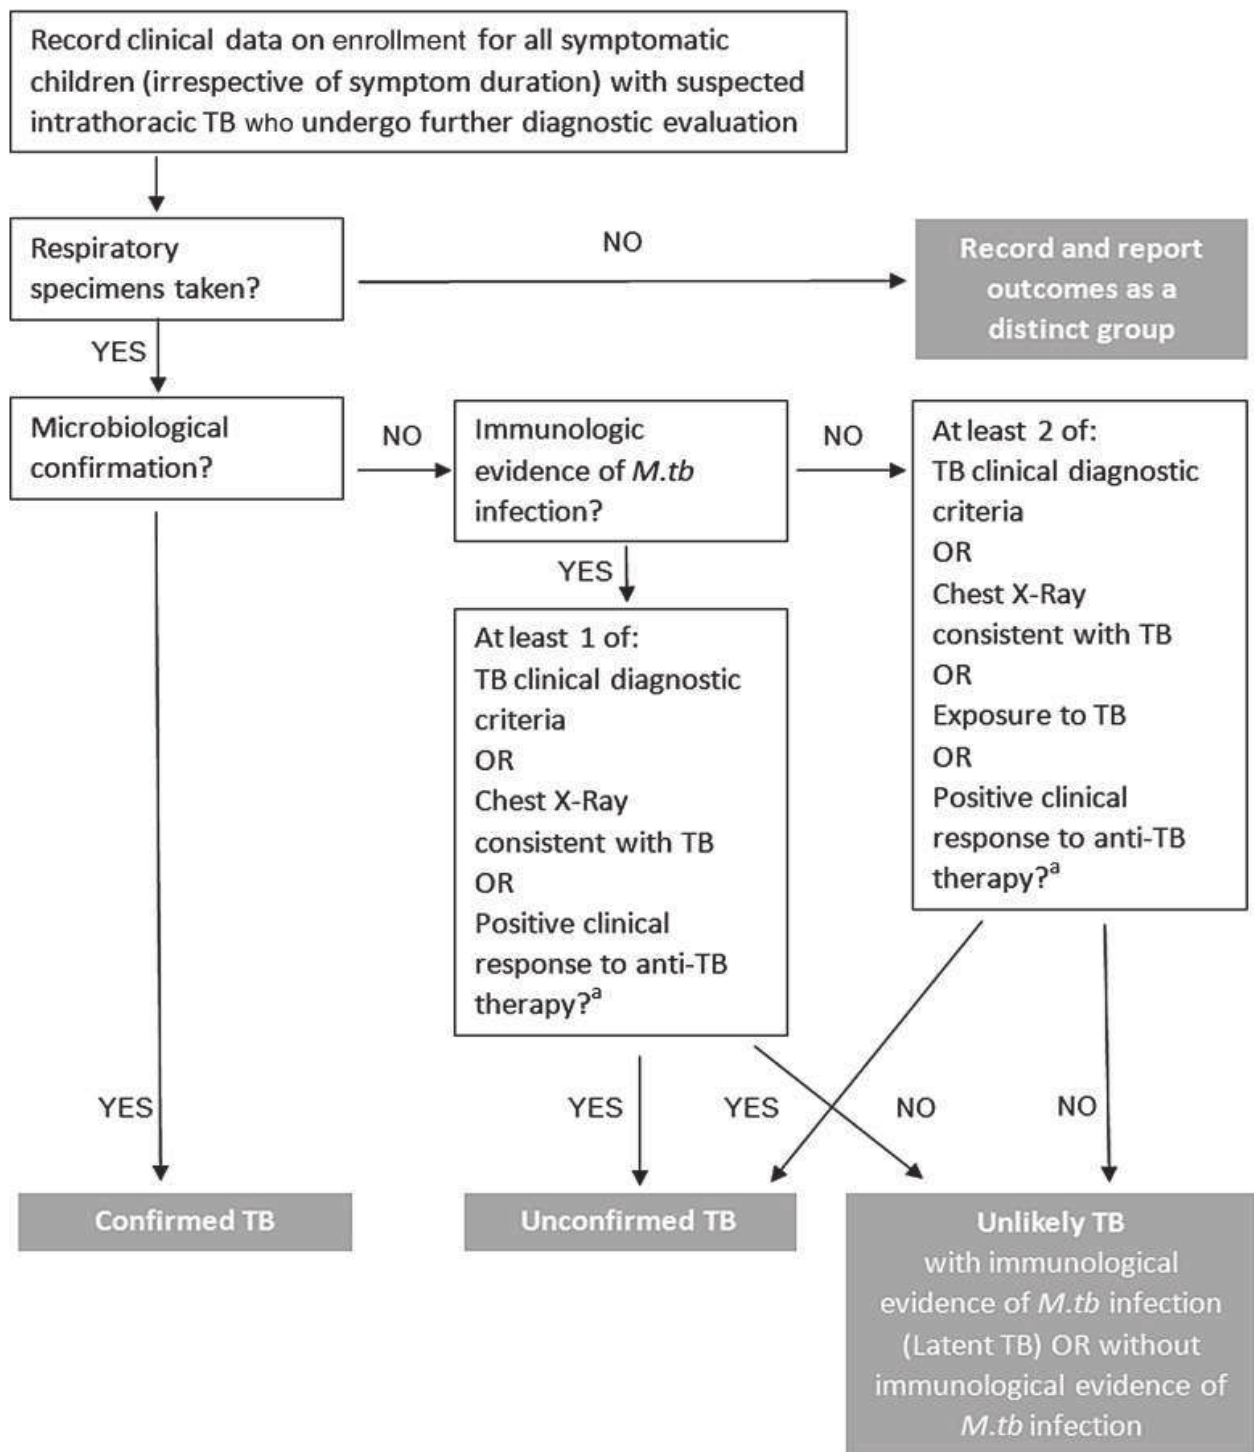 Record clinical data on enrollment for all symptomatic
children (irrespective of symptom duration) with suspected
intrathoracic TB who undergo further diagnostic evaluation
Respiratory
specimens taken?
NO
Record and report
outcomes as a
distinct group
YES
Microbiological
confirmation?
NO
Immunologic
evidence of M.tb
infection?
NO
At least 2 of:
TB clinical diagnostic
criteria
OR
Chest X-Ray
consistent with TB
OR
Exposure to TB
OR
Positive clinical
response to anti-TB
therapy?ª
YES
At least 1 of:
TB clinical diagnostic
criteria
OR
Chest X-Ray
consistent with TB
OR
Positive clinical
response to anti-TB
therapy?ª
YES
YES
YES
NO
NO
Confirmed TB
Unconfirmed TB
Unlikely TB
with immunological
evidence of M.tb infection
(Latent TB) OR without
immunological evidence of
M.tb infection